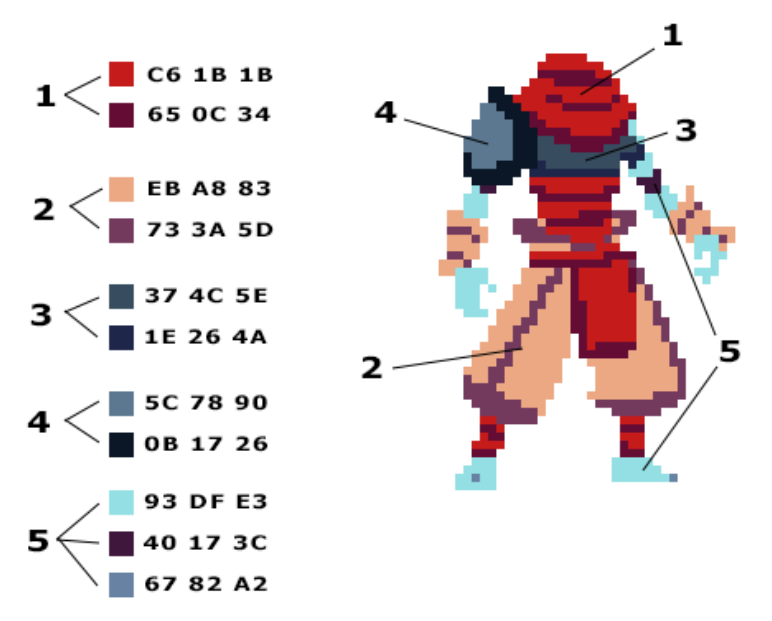 1
C6 1B 1B
65 0C 34
2
EB A8 83
73 3A 5D
3
37 4C 5E
1E 26 4A
4
5C 78 90
0B 17 26
5
93 DF E3
40 17 3C
67 82 A2
1
4
3
2
5